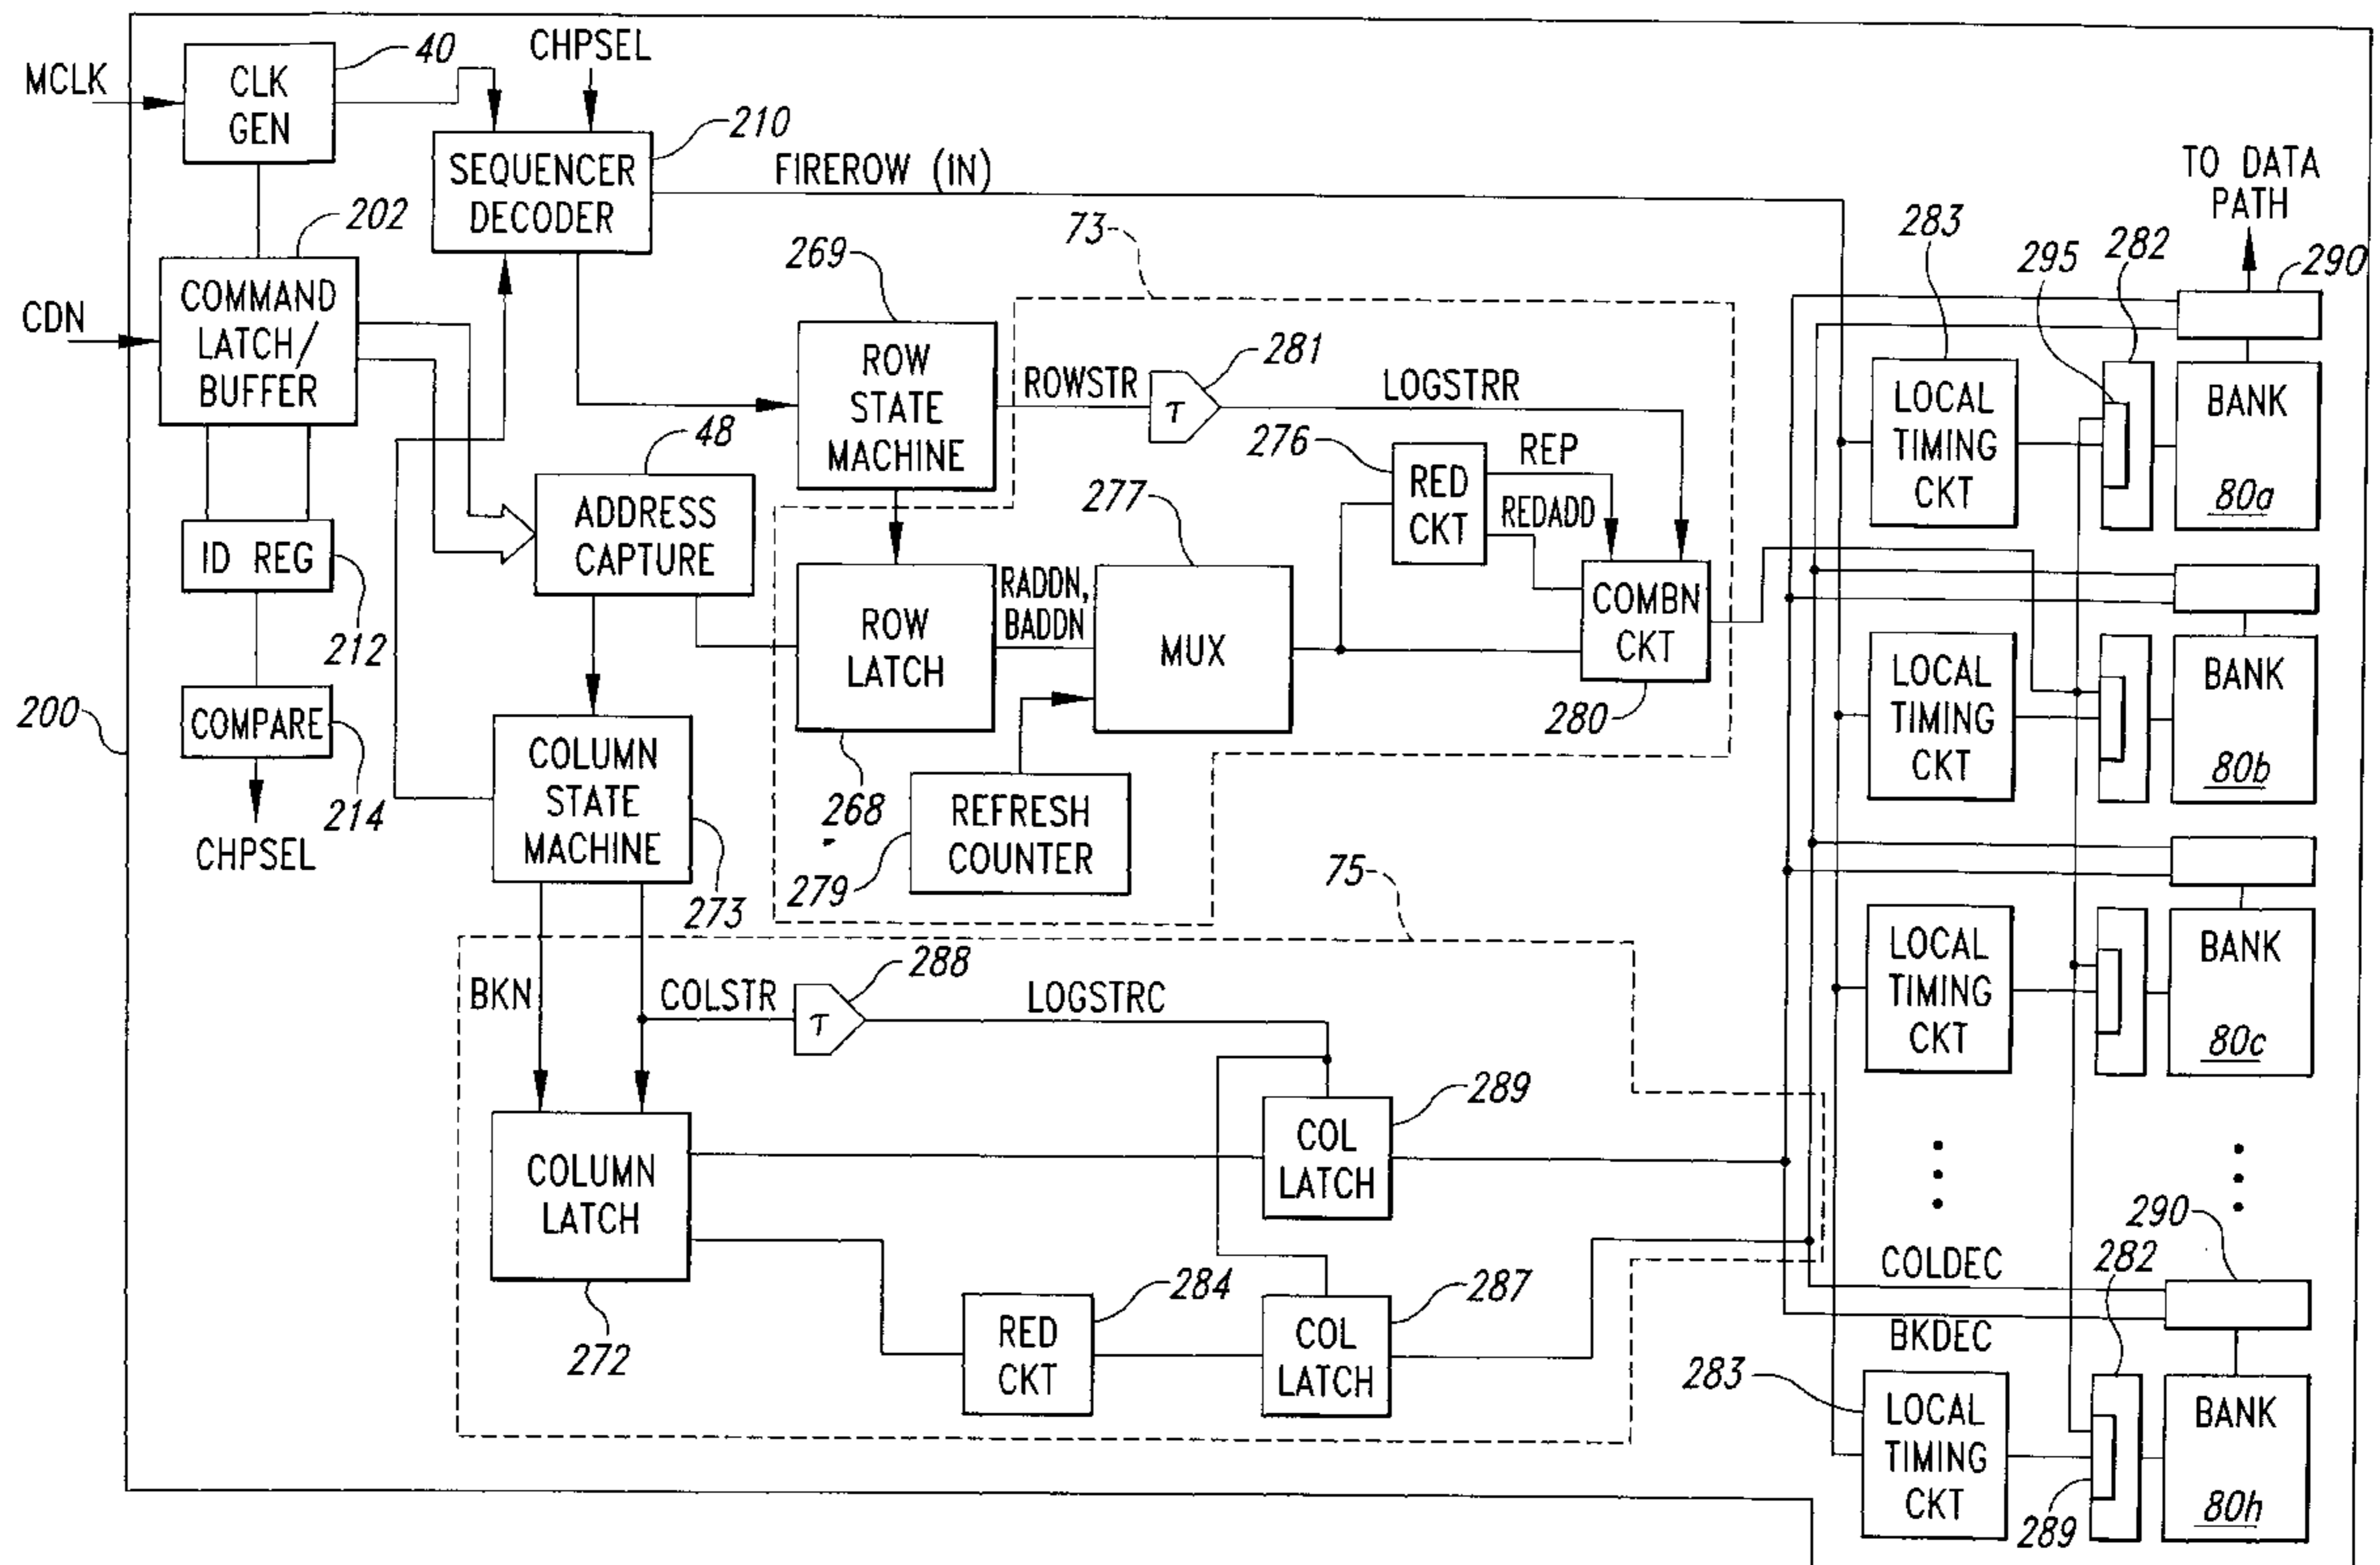 MCLK
CLK
GEN
40
CHPSEL
SEQUENCER
DECODER
210
FIREROW (IN)
CDN
COMMAND
LATCH/
BUFFER
202
ID REG
212
COMPARE
214
CHPSEL
200
ADDRESS
CAPTURE
48
ROW
STATE
MACHINE
269
73
ROWSTR
τ
281
LOGSTRR
ROW
LATCH
268
RADDN,
BADDN
MUX
277
RED
CKT
276
REP
REDADD
COMBN
CKT
280
REFRESH
COUNTER
279
COLUMN
STATE
MACHINE
273
75
BKN
COLSTR
τ
288
LOGSTRC
COLUMN
LATCH
272
COL
LATCH
289
RED
CKT
284
COL
LATCH
287
TO DATA
PATH
290
283
295
282
LOCAL
TIMING
CKT
BANK
80a
LOCAL
TIMING
CKT
BANK
80b
LOCAL
TIMING
CKT
BANK
80c
COLDEC
BKDEC
290
282
283
LOCAL
TIMING
CKT
289
BANK
80h